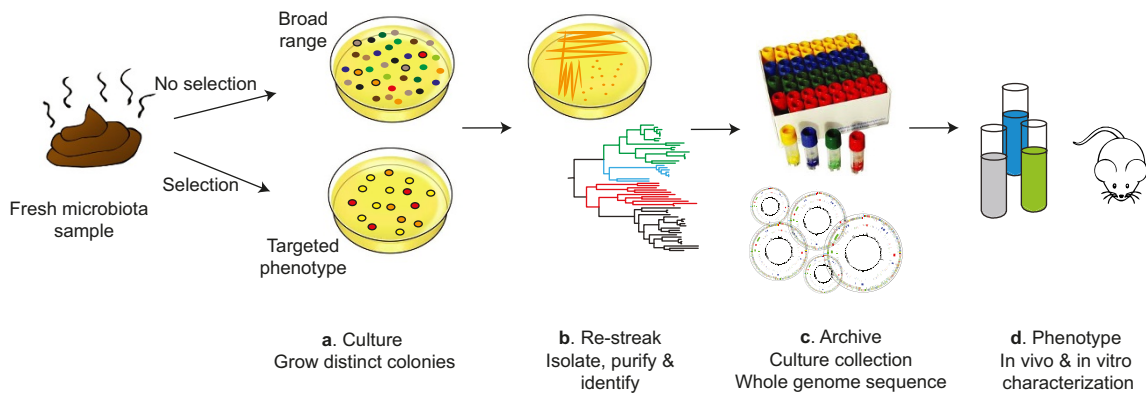 Broad
range
No selection
Selection
Fresh microbiota
sample
Targeted
phenotype
a. Culture
Grow distinct colonies
b. Re-streak
Isolate, purify &
identify
c. Archive
Culture collection
Whole genome sequence
d. Phenotype
In vivo & in vitro
characterization